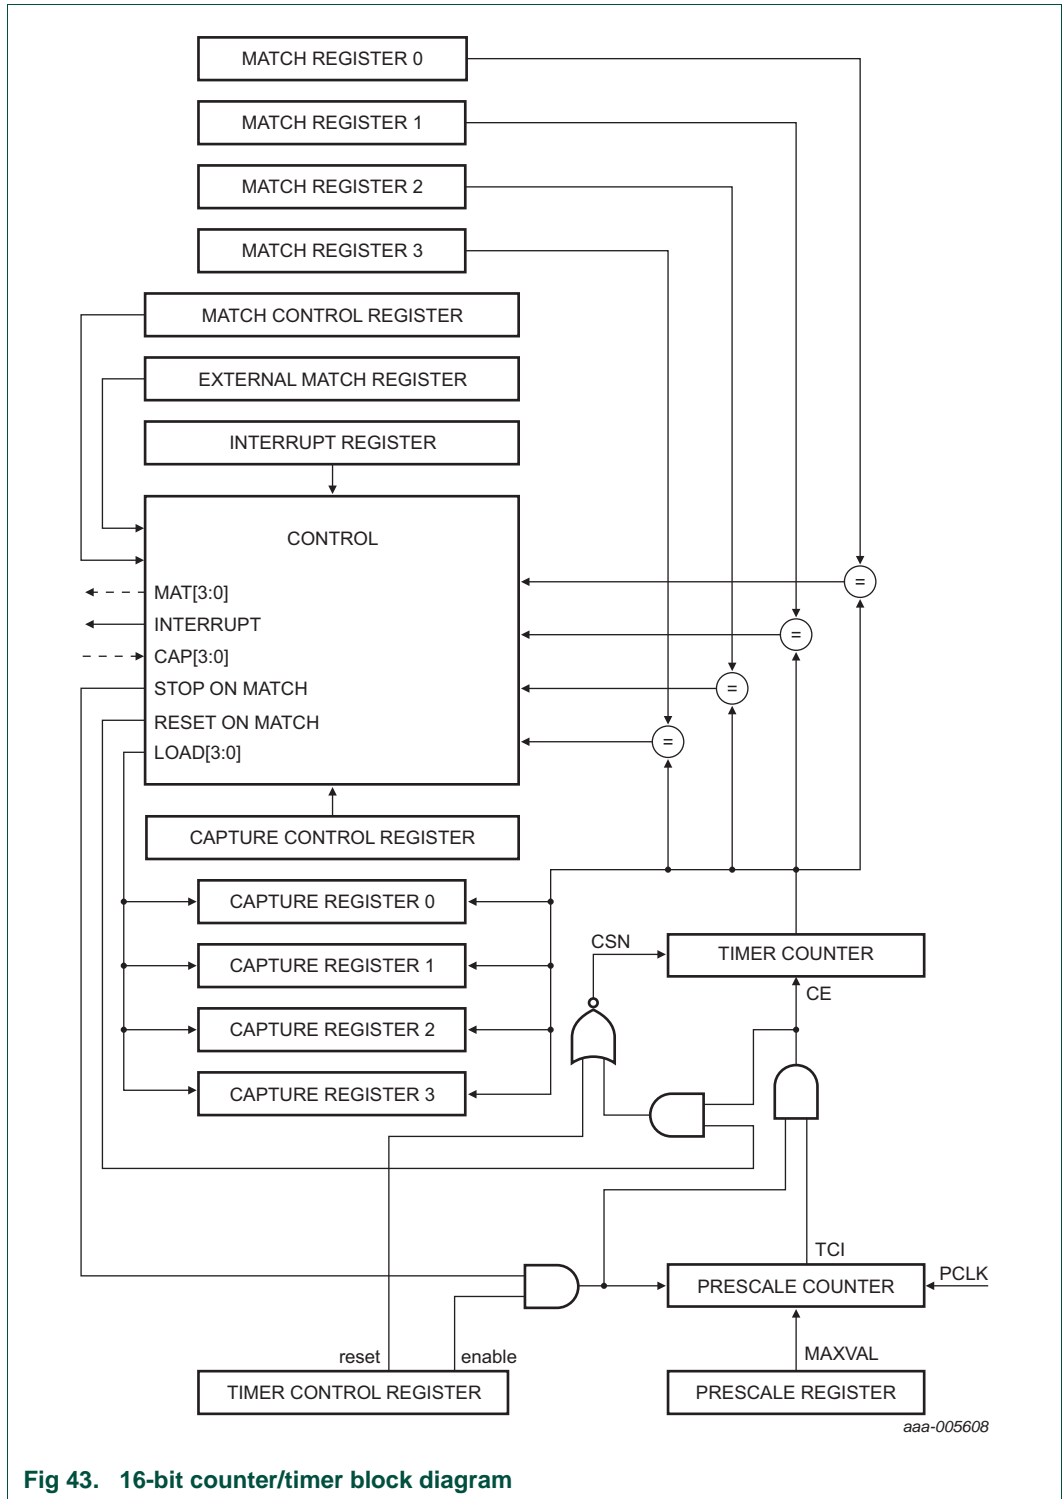 MATCH REGISTER 0
MATCH REGISTER 1
MATCH REGISTER 2
MATCH REGISTER 3
MATCH CONTROL REGISTER
EXTERNAL MATCH REGISTER
INTERRUPT REGISTER
CONTROL
=
MAT[3:0]
INTERRUPT
=
CAP[3:0]
STOP ON MATCH
=
RESET ON MATCH
=
LOAD[3:0]
CAPTURE CONTROL REGISTER
CAPTURE REGISTER 0
CSN
TIMER COUNTER
CAPTURE REGISTER 1
CE
CAPTURE REGISTER 2
CAPTURE REGISTER 3
TCI
PCLK
PRESCALE COUNTER
reset
enable
MAXVAL
TIMER CONTROL REGISTER
PRESCALE REGISTER
aaa-005608
Fig 43. 16-bit counter/timer block diagram